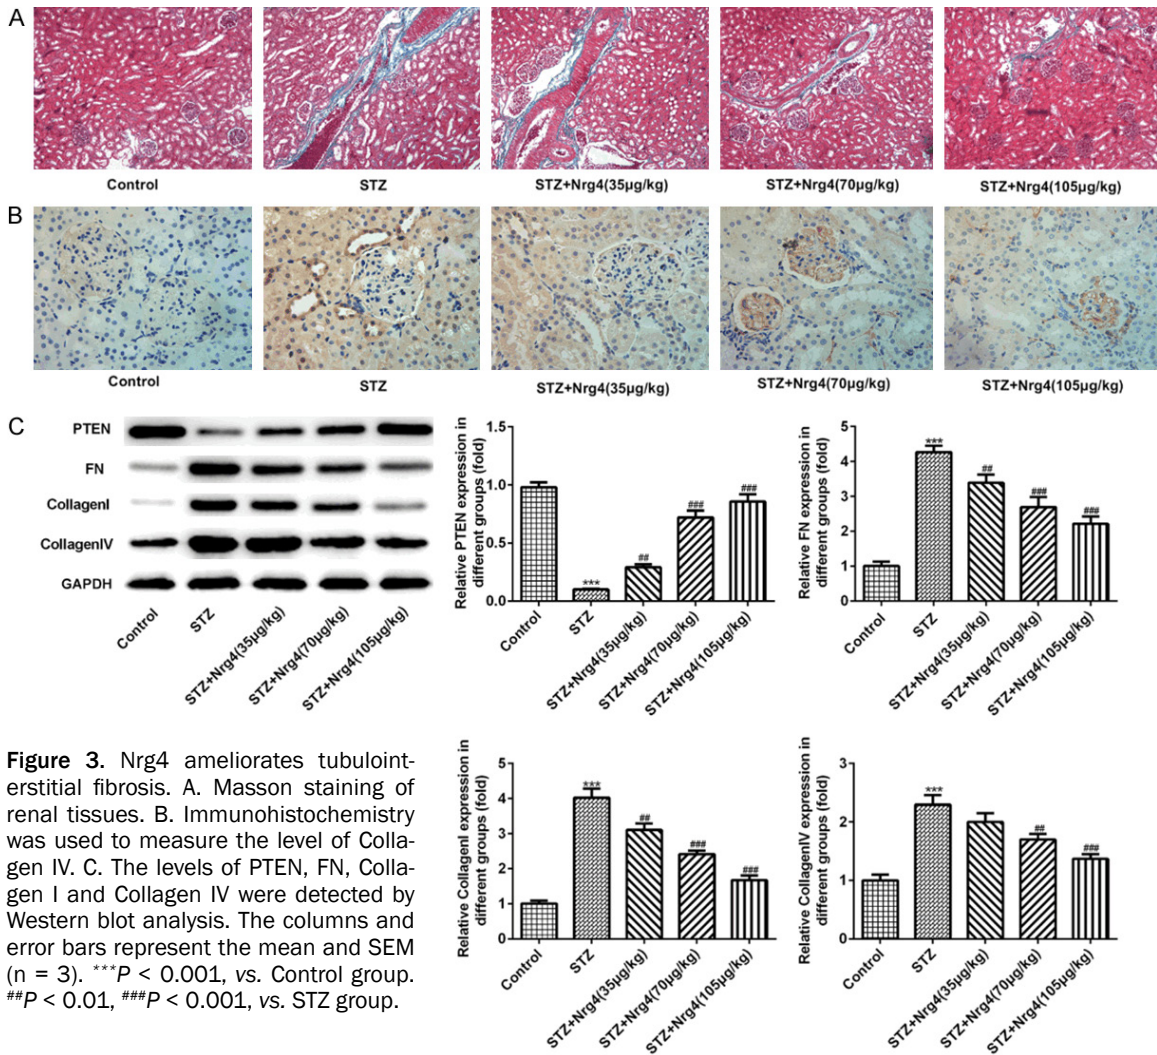 A
Control
STZ
STZ+Nrg4(35µg/kg)
STZ+Nrg4(70µg/kg)
STZ+Nrg4(105µg/kg)
B
Control
STZ
STZ+Nrg4(35µg/kg)
STZ+Nrg4(70µg/kg)
STZ+Nrg4(105µg/kg)
C
PTEN
FN
CollagenI
CollagenIV
GAPDH
Control
STZ
STZ+Nrg4(35µg/kg)
STZ+Nrg4(70µg/kg)
STZ+Nrg4(105µg/kg)
Relative PTEN expression in
different groups (fold)
1.5
1.0
0.5
0.0
***
##
###
###
Control
STZ
STZ+Nrg4(35µg/kg)
STZ+Nrg4(70µg/kg)
STZ+Nrg4(105µg/kg)
Relative FN expression in
different groups (fold)
5
4
3
2
1
0
***
##
###
###
Control
STZ
STZ+Nrg4(35µg/kg)
STZ+Nrg4(70µg/kg)
STZ+Nrg4(105µg/kg)
Figure 3. Nrg4 ameliorates tubuloint-
erstitial fibrosis. A. Masson staining of
renal tissues. B. Immunohistochemistry
was used to measure the level of Colla-
gen IV. C. The levels of PTEN, FN, Colla-
gen I and Collagen IV were detected by
Western blot analysis. The columns and
error bars represent the mean and SEM
(n = 3). ***P < 0.001, vs. Control group.
##P < 0.01, ###P < 0.001, vs. STZ group.
Relative CollagenI expression in
different groups (fold)
5
4
3
2
1
0
***
##
###
###
Control
STZ
STZ+Nrg4(35µg/kg)
STZ+Nrg4(70µg/kg)
STZ+Nrg4(105µg/kg)
Relative CollagenIV expression in
different groups (fold)
3
2
1
0
***
##
###
Control
STZ
STZ+Nrg4(35µg/kg)
STZ+Nrg4(70µg/kg)
STZ+Nrg4(105µg/kg)